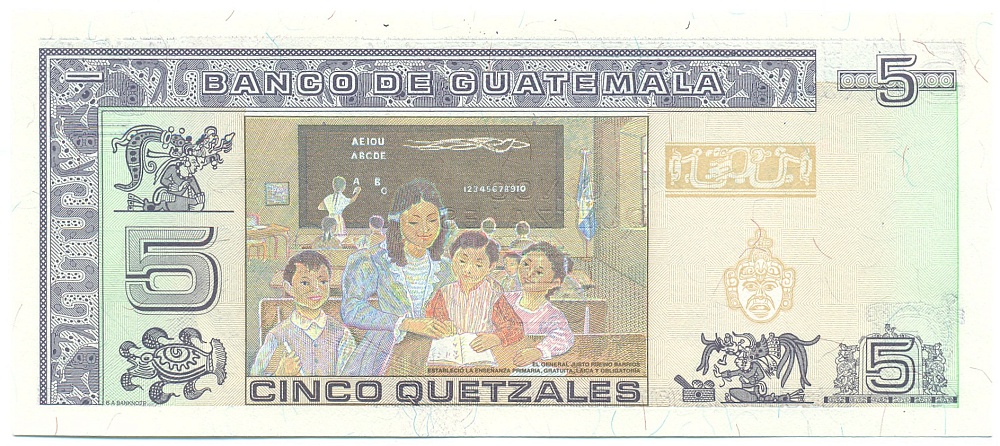 BANCO DE GUATEMALA
5
AEIOU
ABCDE
A B
12345678910
5
EL GENERAL JUSTO RUFINO BARRIOS
ESTABLECIÓ LA ENSEÑANZA PRIMARIA, GRATUITA, LAICA Y OBLIGATORIA
5
CINCO QUETZALES